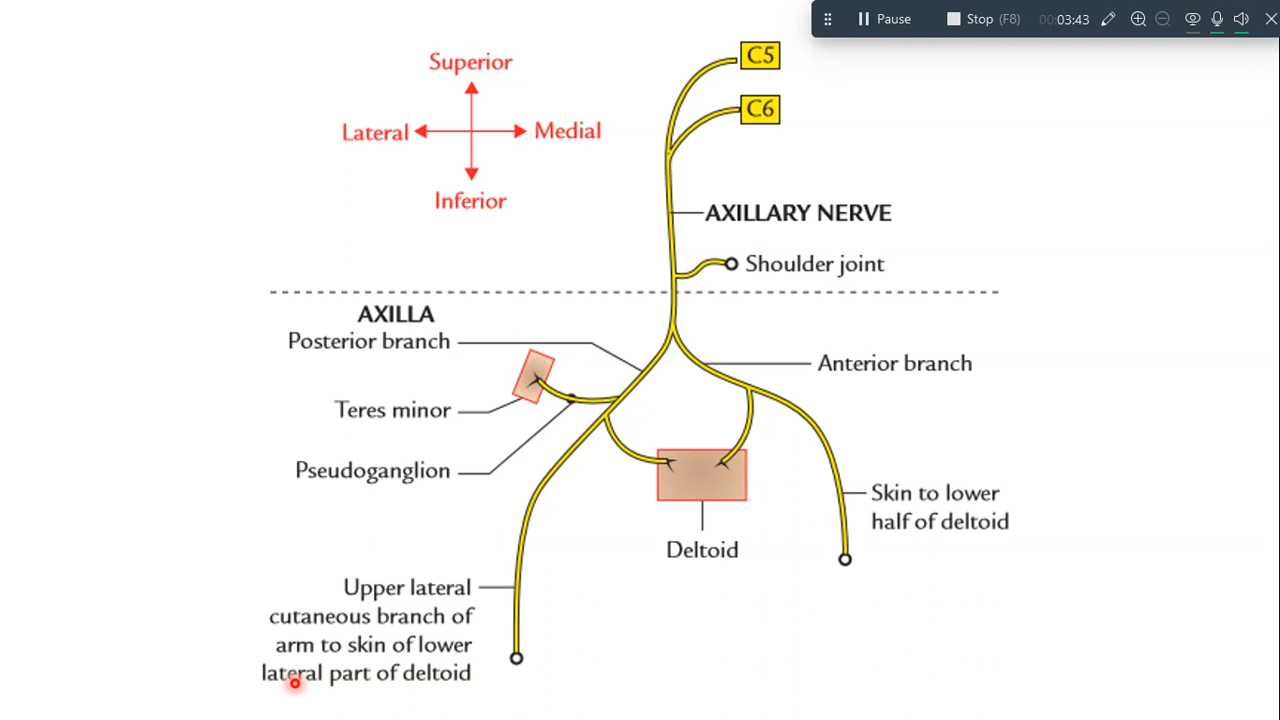 Pause
Stop (F8)
00:03:43
C5
Superior
C6
Lateral
Medial
Inferior
AXILLARY NERVE
Shoulder joint
AXILLA
Posterior branch
Anterior branch
Teres minor
Pseudoganglion
Skin to lower
half of deltoid
Deltoid
Upper lateral
cutaneous branch of
arm to skin of lower
lateral part of deltoid